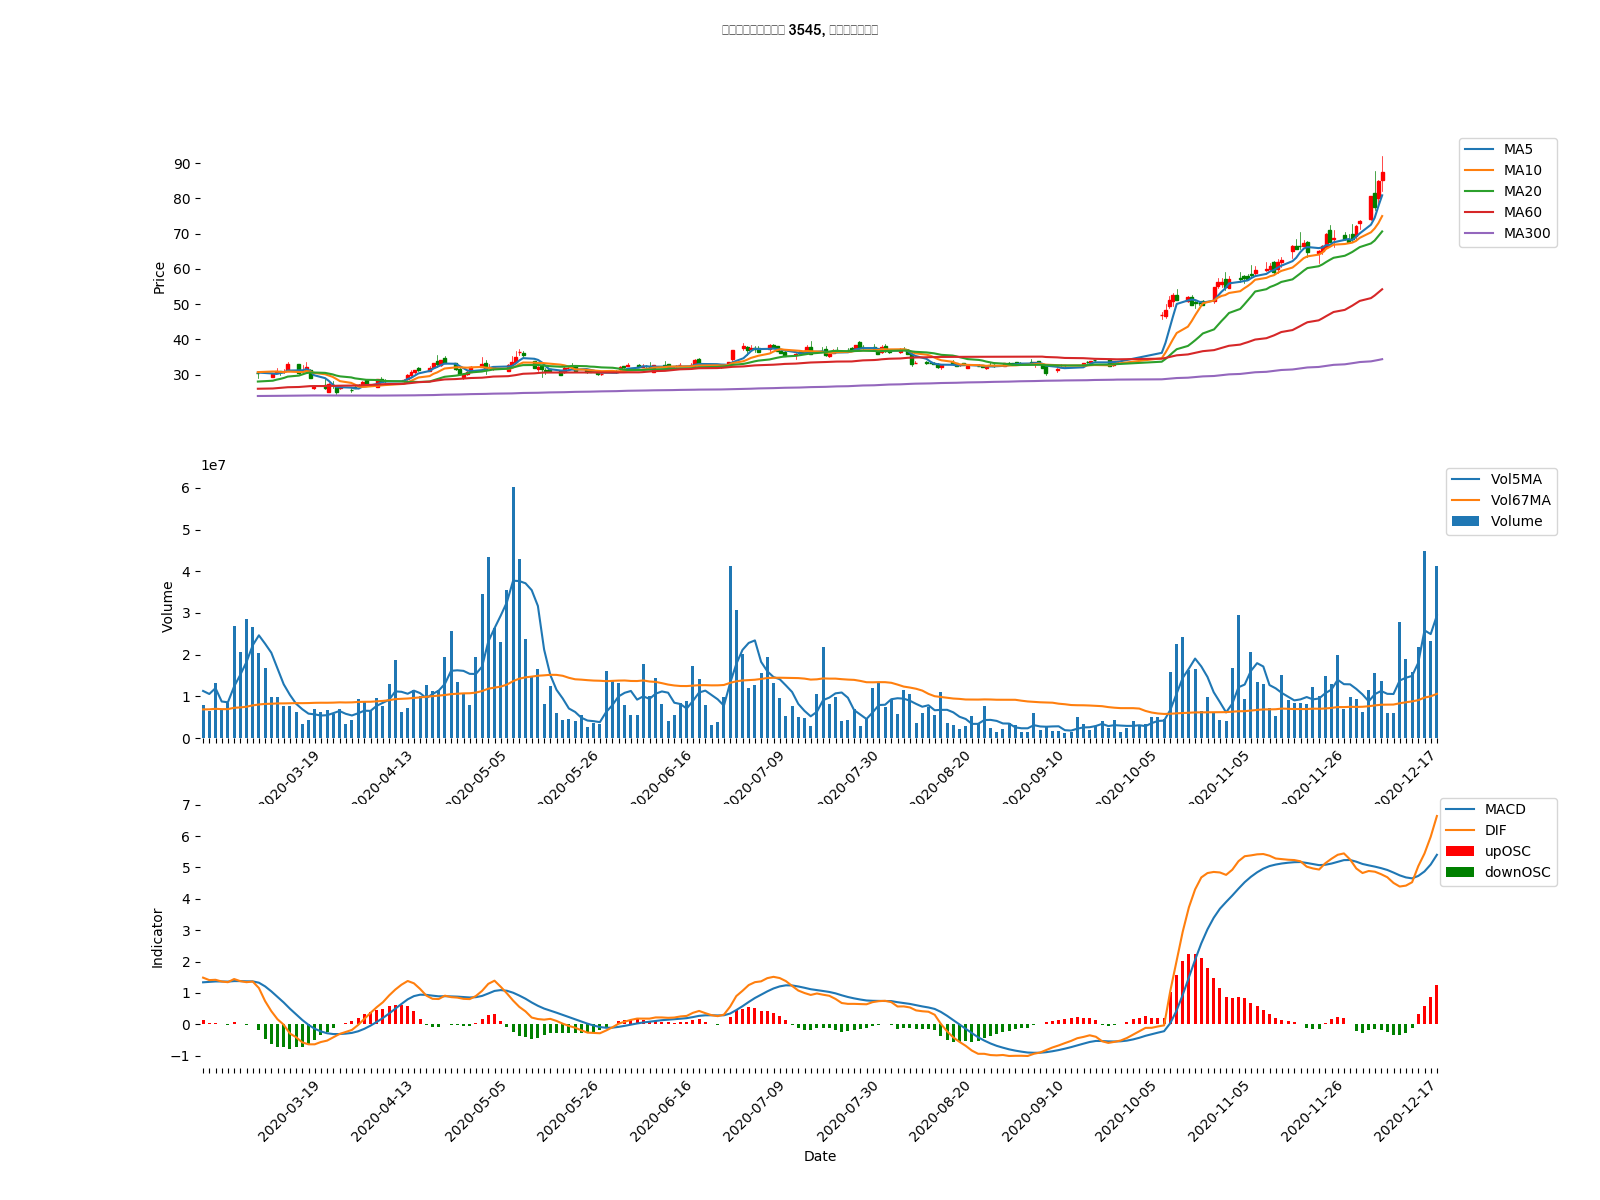 3545,
90
80
70
60
50
40
30
Price
MA5
MA10
MA20
MA60
MA300
1e7
6
5
4
3
2
1
0
Volume
Vol5MA
Vol67MA
Volume
2020-03-19
2020-04-13
2020-05-05
2020-05-26
2020-06-16
2020-07-09
2020-07-30
2020-08-20
2020-09-10
2020-10-05
2020-11-05
2020-11-26
2020-12-17
7
6
5
4
3
2
1
0
−1
Indicator
MACD
DIF
upOSC
downOSC
2020-03-19
2020-04-13
2020-05-05
2020-05-26
2020-06-16
2020-07-09
2020-07-30
2020-08-20
2020-09-10
2020-10-05
2020-11-05
2020-11-26
2020-12-17
Date